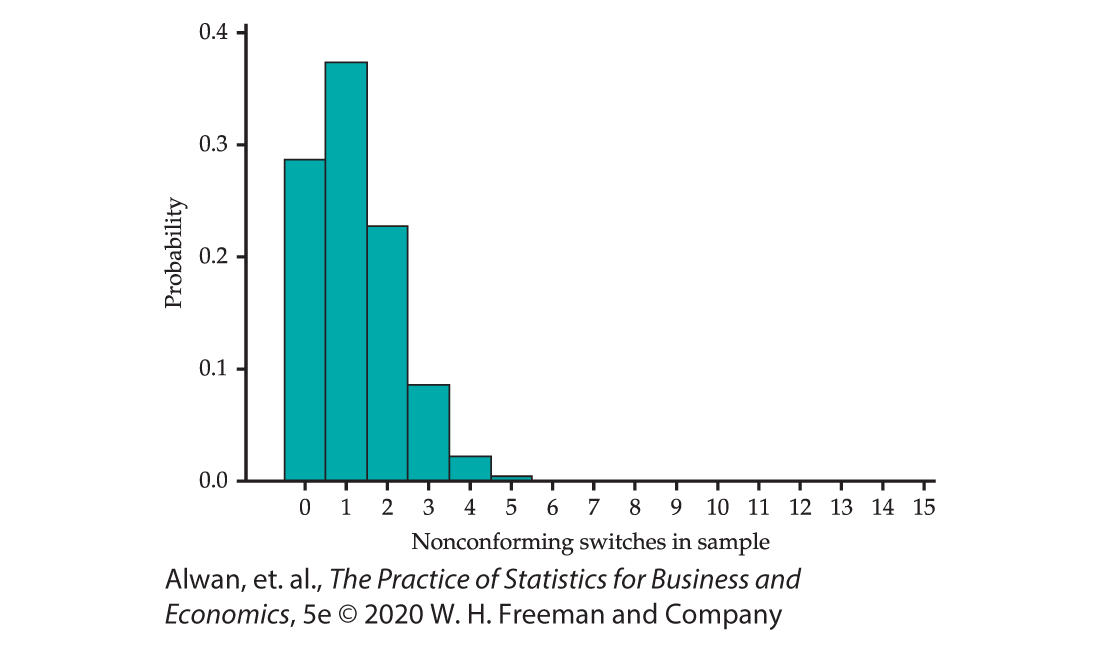 0.4
0.3
0.2
0.1
0.0
Probability
0 1 2 3 4 5 6 7 8 9 10 11 12 13 14 15
Nonconforming switches in sample
Alwan, et. al., The Practice of Statistics for Business and
Economics, 5e © 2020 W. H. Freeman and Company